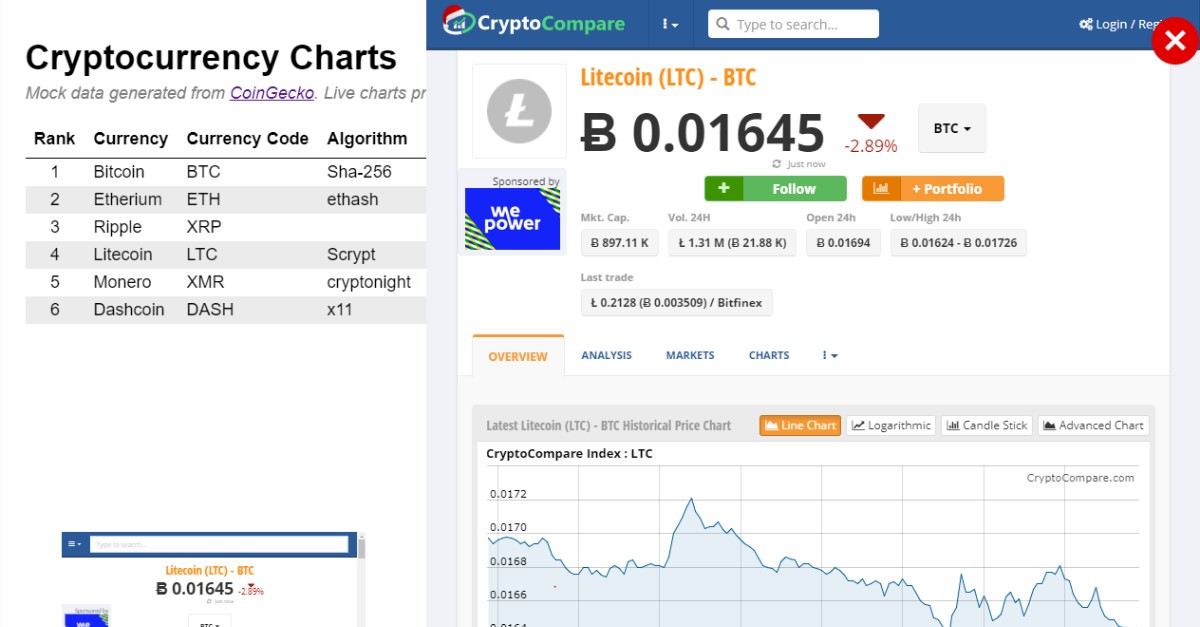 Cryptocurrency Charts
Mock data generated from CoinGecko. Live charts pr
Rank Currency Currency Code Algorithm
1 Bitcoin BTC Sha-256
2 Etherium ETH ethash
3 Ripple XRP
4 Litecoin LTC Scrypt
5 Monero XMR cryptonight
6 Dashcoin DASH x11
Type to search...
Litecoin (LTC) - BTC
Ƀ 0.01645 -2.89%
just now
Sponsored by
we
BTC
CryptoCompare
Type to search...
Login / Reg
Litecoin (LTC) - BTC
Ƀ 0.01645
-2.89%
BTC
Just now
Sponsored by
we
power
+ Follow
+ Portfolio
Mkt. Cap. Vol. 24H Open 24h Low/High 24h
Ƀ 897.11 K Ł 1.31 M (Ƀ 21.88 K) Ƀ 0.01694 Ƀ 0.01624 - Ƀ 0.01726
Last trade
Ł 0.2128 (Ƀ 0.003509) / Bitfinex
OVERVIEW ANALYSIS MARKETS CHARTS
Latest Litecoin (LTC) - BTC Historical Price Chart Line Chart Logarithmic Candle Stick Advanced Chart
CryptoCompare Index : LTC
CryptoCompare.com
0.0172
0.0170
0.0168
0.0166
0.0164